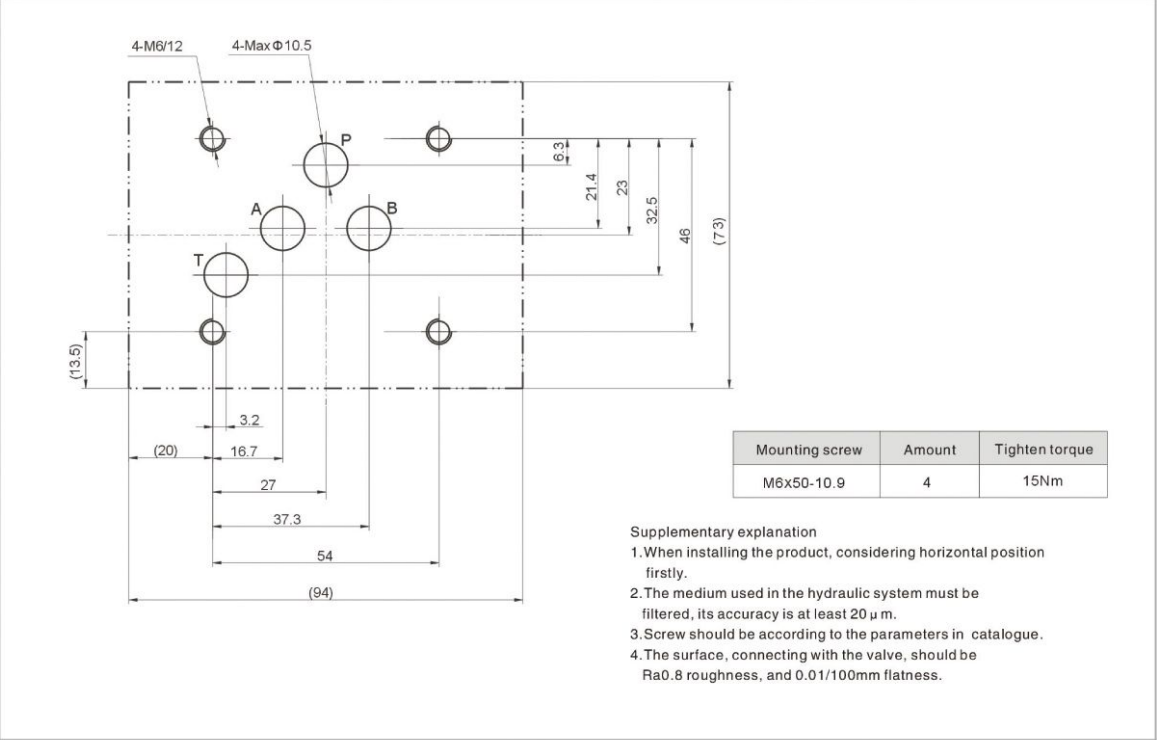 4-M6/12
4-MaxΦ10.5
P
A
B
T
6.3
21.4
23
32.5
46
(73)
(13.5)
3.2
(20)
16.7
27
37.3
54
(94)
Mounting screw Amount Tighten torque
M6x50-10.9 4 15Nm
Supplementary explanation
1.When installing the product, considering horizontal position
firstly.
2.The medium used in the hydraulic system must be
filtered, its accuracy is at least 20μm.
3.Screw should be according to the parameters in catalogue.
4.The surface, connecting with the valve, should be
Ra0.8 roughness, and 0.01/100mm flatness.